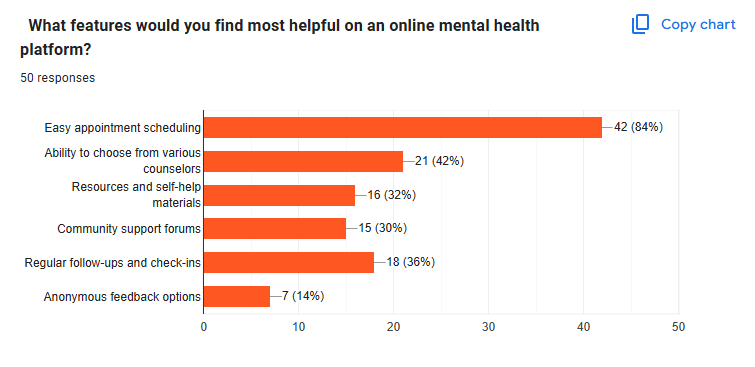 What features would you find most helpful on an online mental health
platform?
Copy chart
50 responses
Easy appointment scheduling
42 (84%)
Ability to choose from various
counselors
21 (42%)
Resources and self-help
materials
16 (32%)
Community support forums
15 (30%)
Regular follow-ups and check-ins
18 (36%)
Anonymous feedback options
7 (14%)
0 10 20 30 40 50